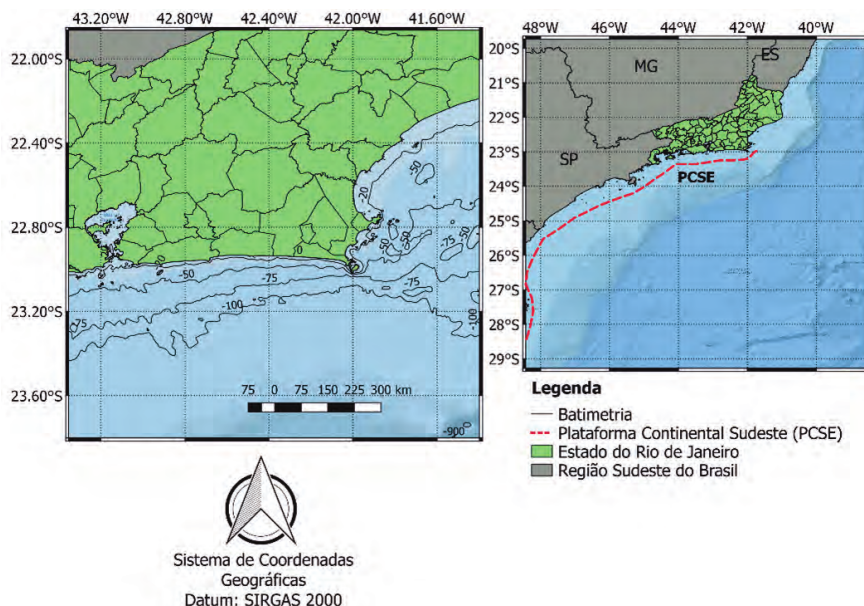 43.20°W 42.80°W 42.40°W 42.00°W 41.60°W
22.00°S
22.40°S
22.80°S
23.20°S
23.60°S
-50
-20
-50
-75
-75
0
-50
-50
-75
-75
-100
-75
-100
75 0 75 150 225 300 km
-900
48°W 46°W 44°W 42°W 40°W
20°S
21°S
22°S
23°S
24°S
25°S
26°S
27°S
28°S
29°S
MG
ES
SP
PCSE
Legenda
Batimetria
Plataforma Continental Sudeste (PCSE)
Estado do Rio de Janeiro
Região Sudeste do Brasil
Sistema de Coordenadas
Geográficas
Datum: SIRGAS 2000